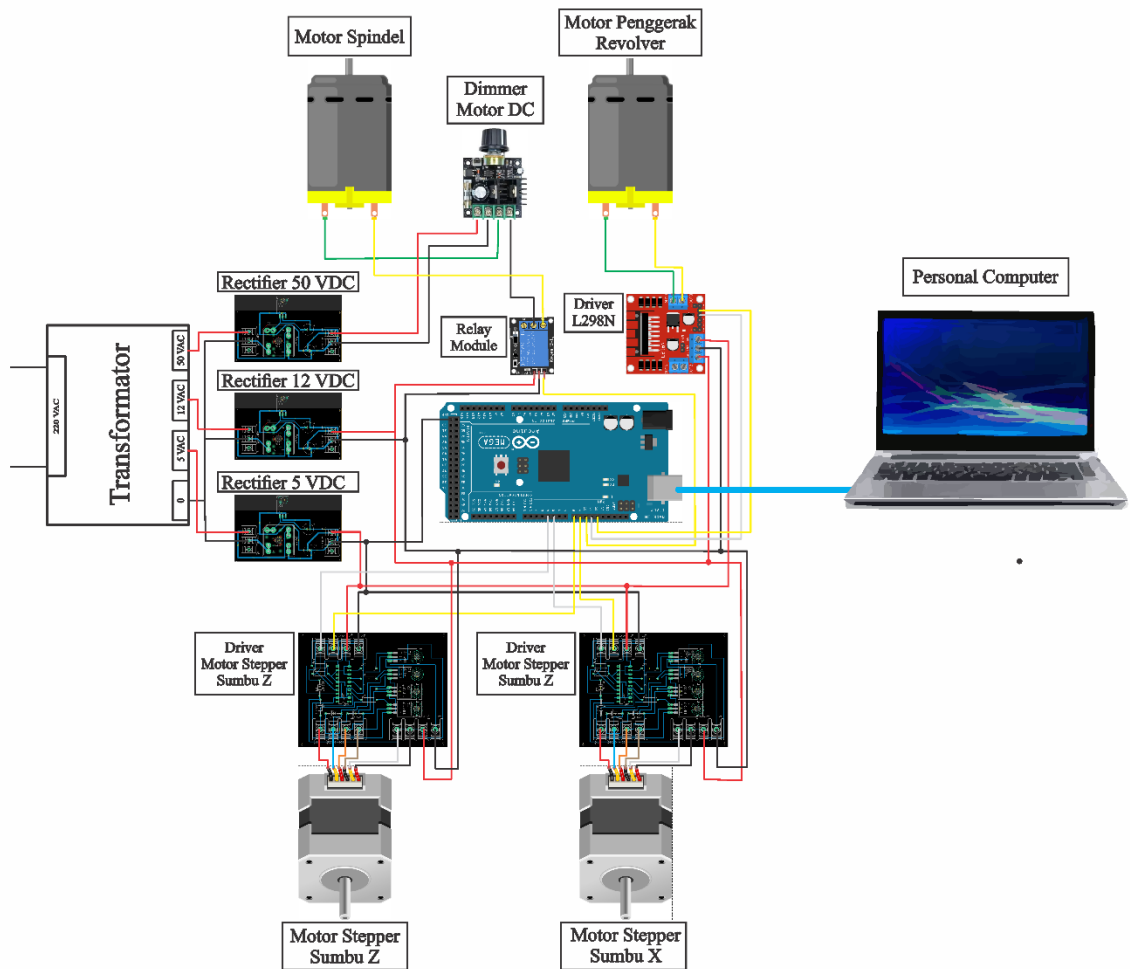 Motor Spindel
Motor Penggerak
Revolver
Dimmer
Motor DC
Personal Computer
Rectifier 50 VDC
Driver
L298N
Relay
Module
Rectifier 12 VDC
Rectifier 5 VDC
220 VAC
Transformator
50 VAC
12 VAC
5 VAC
0
MEGA
Driver
Motor Stepper
Sumbu Z
Driver
Motor Stepper
Sumbu Z
Motor Stepper
Sumbu Z
Motor Stepper
Sumbu X